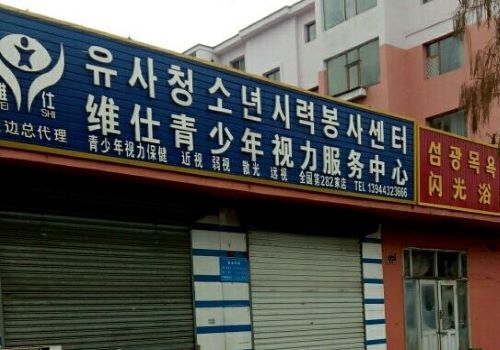 유사청소년시력봉사센터
维仕
WEI SHI
维仕青少年视力服务中心
边总代理
青少年视力保健 近视 弱视 散光 远视 全国第282家店 TEL 13944323666
섬광목욕
闪光浴